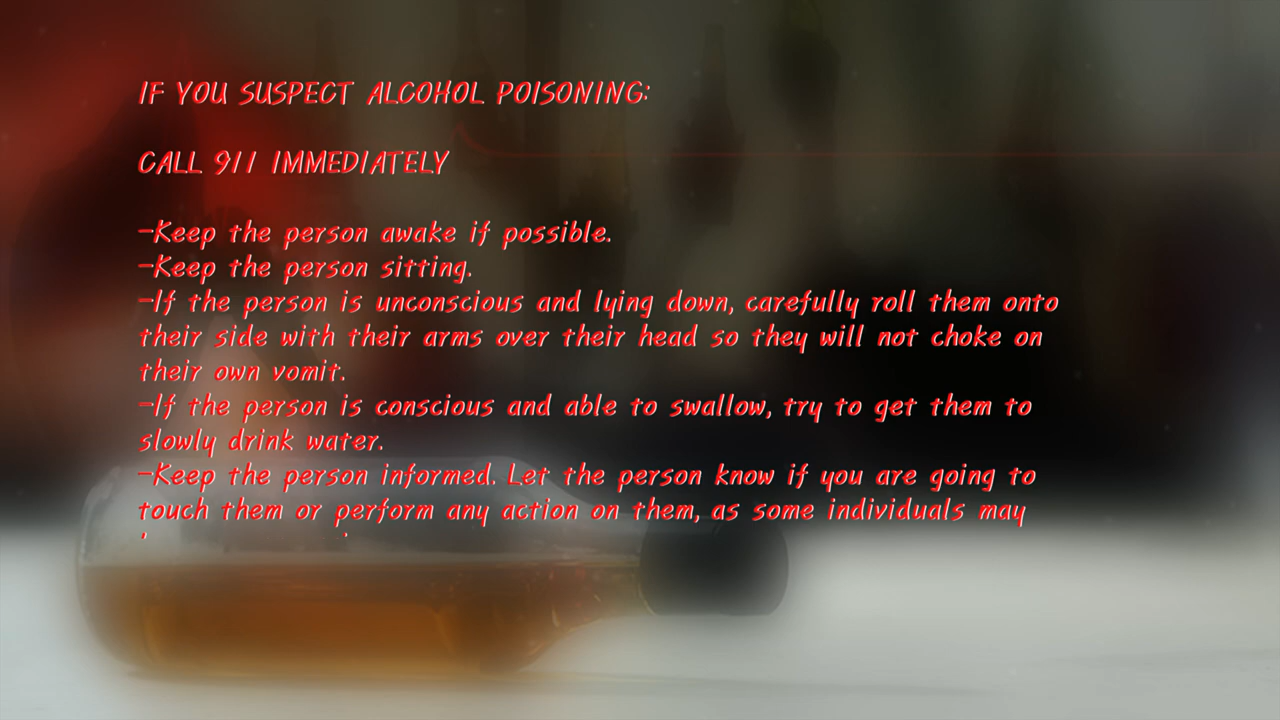 IF YOU SUSPECT ALCOHOL POISONING:
CALL 911 IMMEDIATELY
-Keep the person awake if possible.
-Keep the person sitting.
-If the person is unconscious and lying down, carefully roll them onto
their side with their arms over their head so they will not choke on
their own vomit.
-If the person is conscious and able to swallow, try to get them to
slowly drink water.
-Keep the person informed. Let the person know if you are going to
touch them or perform any action on them, as some individuals may